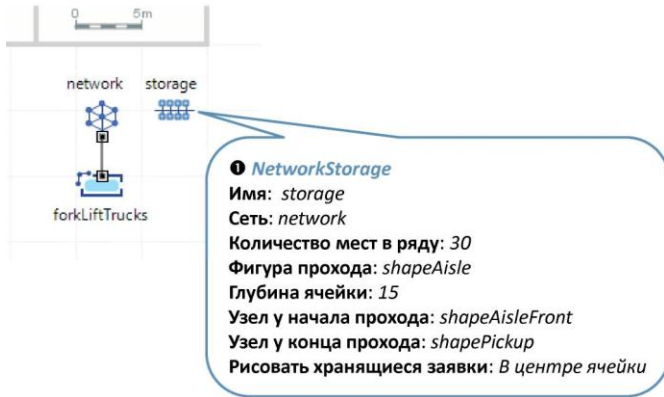 0 5m
network storage
forkLiftTrucks
❶ NetworkStorage
Имя: storage
Сеть: network
Количество мест в ряду: 30
Фигура прохода: shapeAisle
Глубина ячейки: 15
Узел у начала прохода: shapeAisleFront
Узел у конца прохода: shapePickup
Рисовать хранящиеся заявки: В центре ячейки